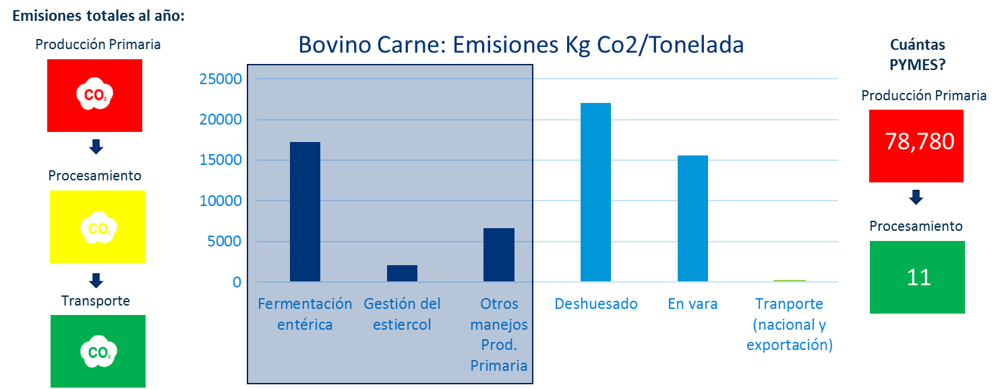 Emisiones totales al año:
Producción Primaria
CO2
Procesamiento
CO2
Transporte
CO2
Bovino Carne: Emisiones Kg Co2/Tonelada
25000
20000
15000
10000
5000
0
Fermentación
entérica
Gestión del
estiercol
Otros
manejos
Prod.
Primaria
Deshuesado
En vara
Tranporte
(nacional y
exportación)
Cuántas
PYMES?
Producción Primaria
78,780
Procesamiento
11